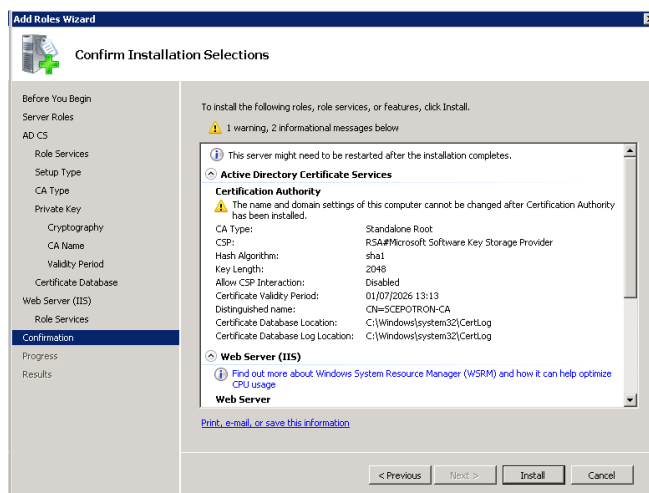 Add Roles Wizard
Confirm Installation Selections
Before You Begin
Server Roles
AD CS
Role Services
Setup Type
CA Type
Private Key
Cryptography
CA Name
Validity Period
Certificate Database
Web Server (IIS)
Role Services
Confirmation
Progress
Results
To install the following roles, role services, or features, click Install.
1 warning, 2 informational messages below
This server might need to be restarted after the installation completes.
Active Directory Certificate Services
Certification Authority
The name and domain settings of this computer cannot be changed after Certification Authority
has been installed.
CA Type: Standalone Root
CSP: RSA#Microsoft Software Key Storage Provider
Hash Algorithm: sha1
Key Length: 2048
Allow CSP Interaction: Disabled
Certificate Validity Period: 01/07/2026 13:13
Distinguished name: CN=SCEPOTRON-CA
Certificate Database Location: C:\Windows\system32\CertLog
Certificate Database Log Location: C:\Windows\system32\CertLog
Web Server (IIS)
Find out more about Windows System Resource Manager (WSRM) and how it can help optimize
CPU usage
Web Server
Print, e-mail, or save this information
< Previous Next > Install Cancel